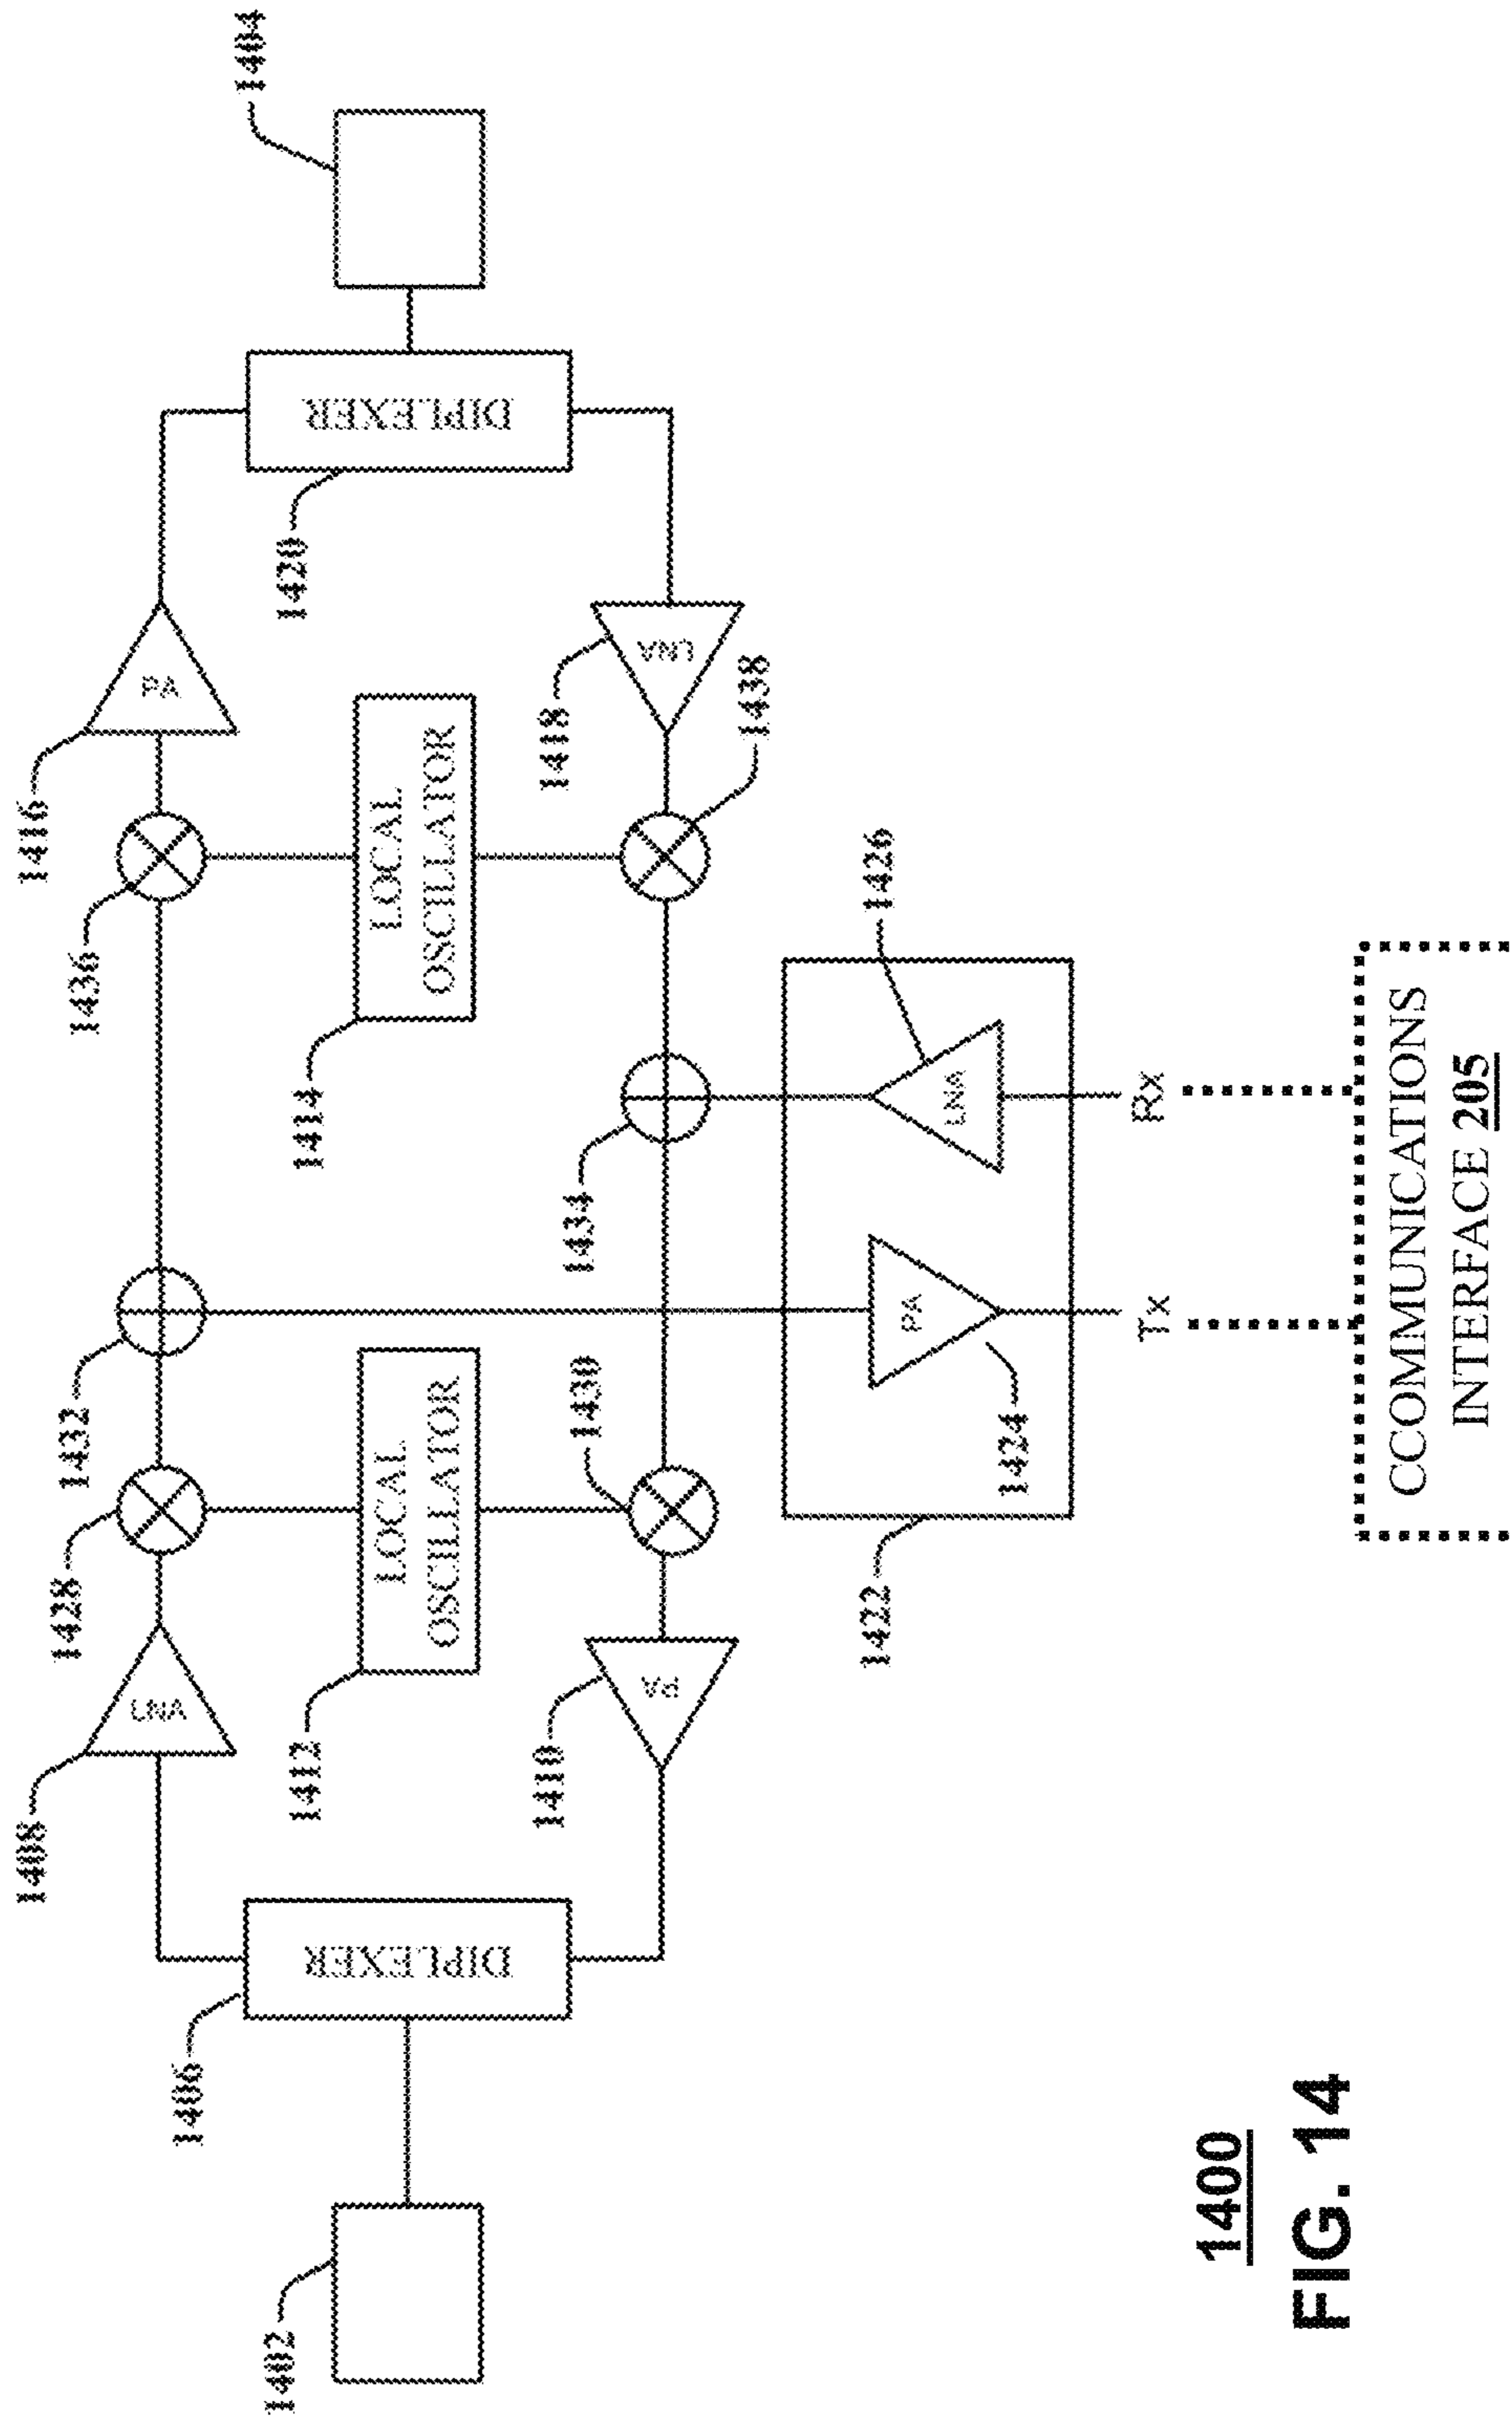 1404
1416
PA
1436
1420
DIPLEXER
LOCAL
OSCILLATOR
1414
1418
LNA
1438
1432
1434
1426
LNA
Rx
1428
LOCAL
OSCILLATOR
1412
1430
PA
1424
Tx
1422
CCOMMUNICATIONS
INTERFACE 205
1408
LNA
1410
PA
DIPLEXER
1406
1402
1400
FIG. 14